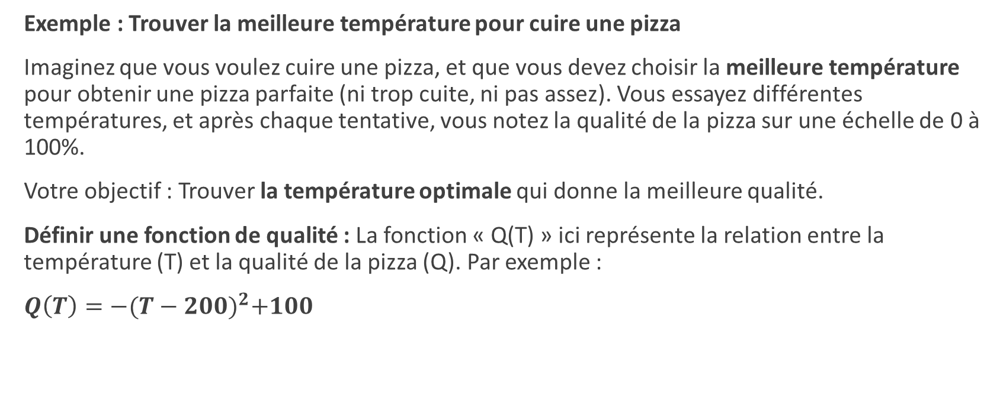 Exemple : Trouver la meilleure température pour cuire une pizza
Imaginez que vous voulez cuire une pizza, et que vous devez choisir la meilleure température
pour obtenir une pizza parfaite (ni trop cuite, ni pas assez). Vous essayez différentes
températures, et après chaque tentative, vous notez la qualité de la pizza sur une échelle de 0 à
100%.
Votre objectif : Trouver la température optimale qui donne la meilleure qualité.
Définir une fonction de qualité : La fonction « Q(T) » ici représente la relation entre la
température (T) et la qualité de la pizza (Q). Par exemple :
Q(T) = −(T − 200)²+100